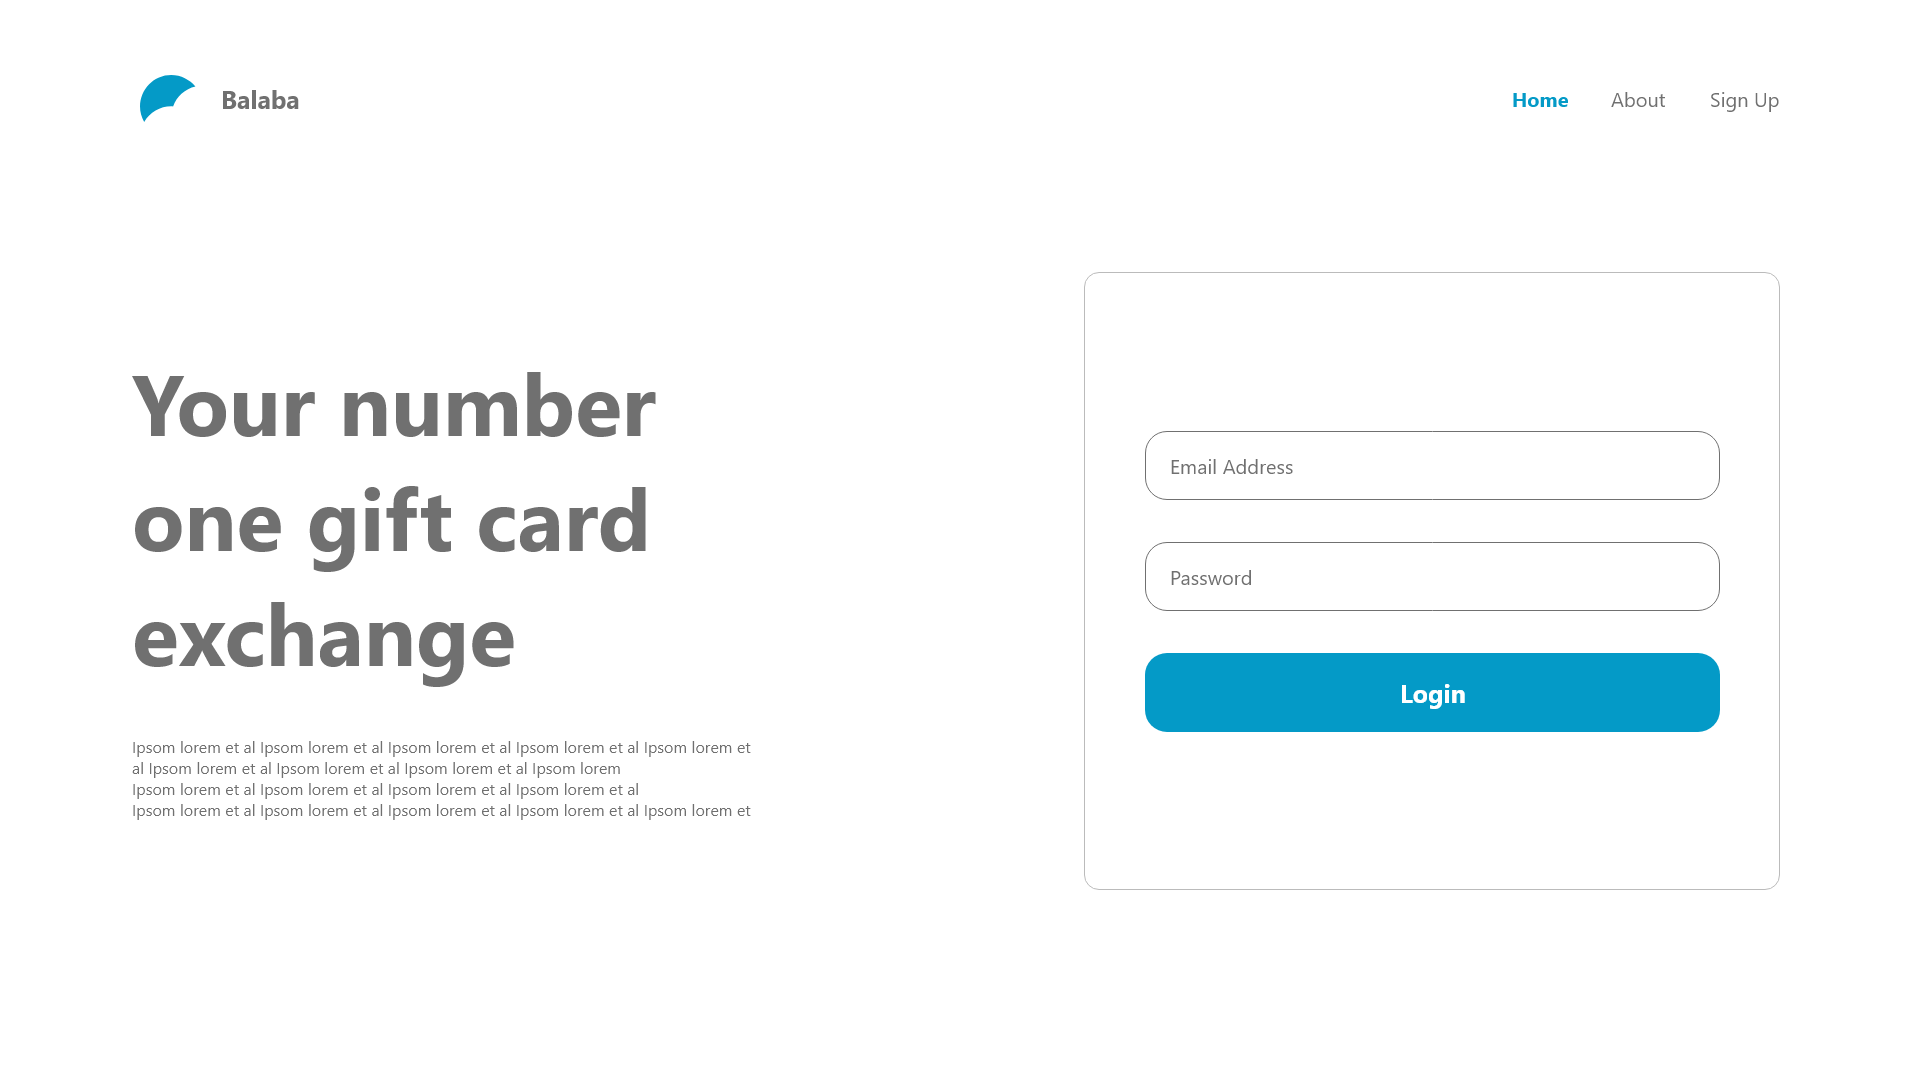 Balaba
Home
About
Sign Up
Your number
one gift card
exchange
Ipsom lorem et al Ipsom lorem et al Ipsom lorem et al Ipsom lorem et al Ipsom lorem et
al Ipsom lorem et al Ipsom lorem et al Ipsom lorem et al Ipsom lorem
Ipsom lorem et al Ipsom lorem et al Ipsom lorem et al Ipsom lorem et al
Ipsom lorem et al Ipsom lorem et al Ipsom lorem et al Ipsom lorem et al Ipsom lorem et
Email Address
Password
Login